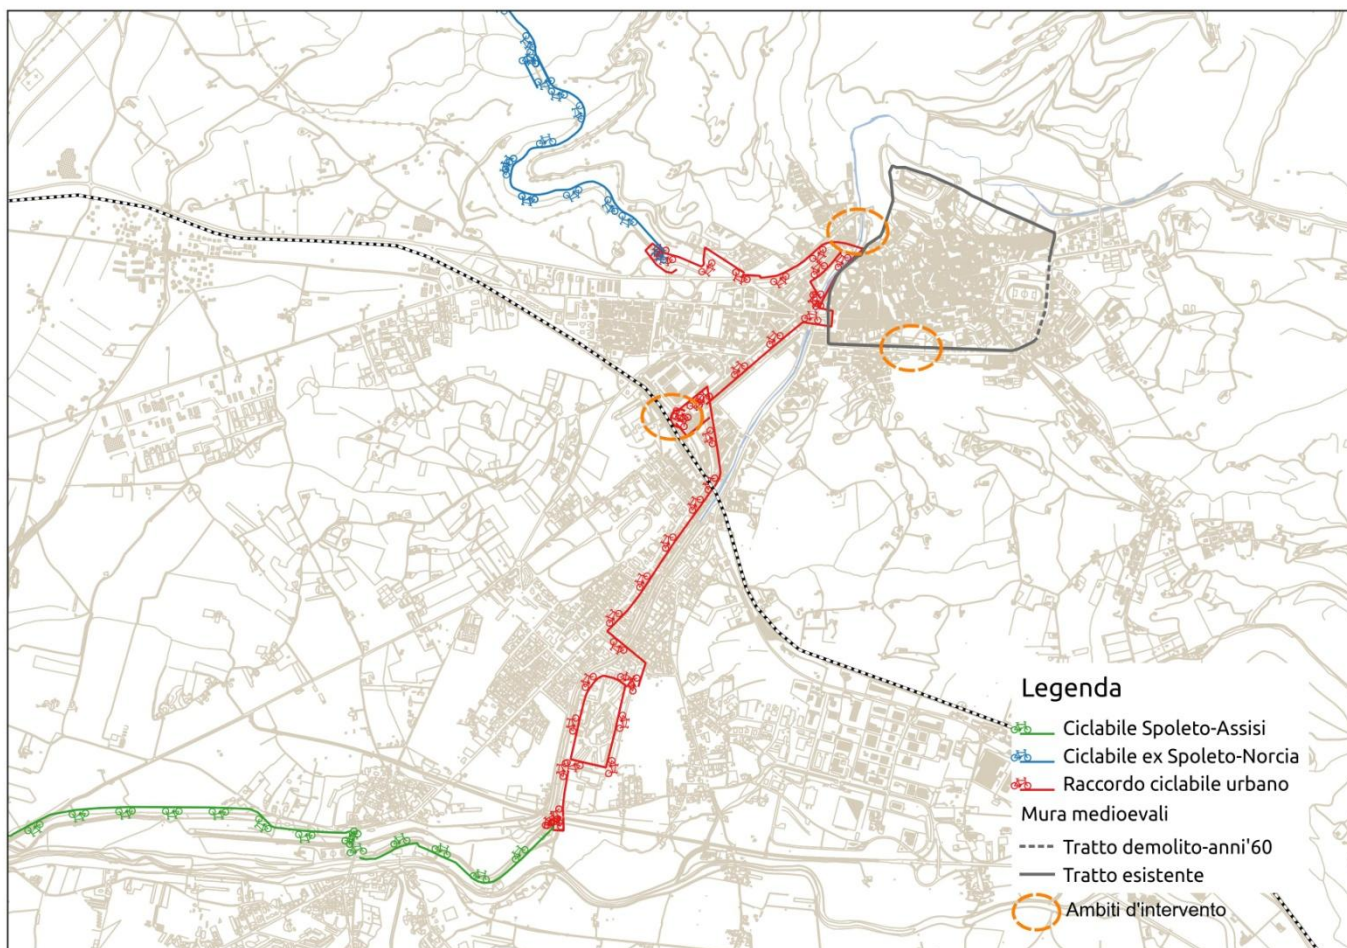 Legenda
Ciclabile Spoleto-Assisi
Ciclabile ex Spoleto-Norcia
Raccordo ciclabile urbano
Mura medioevali
Tratto demolito-anni'60
Tratto esistente
Ambiti d'intervento